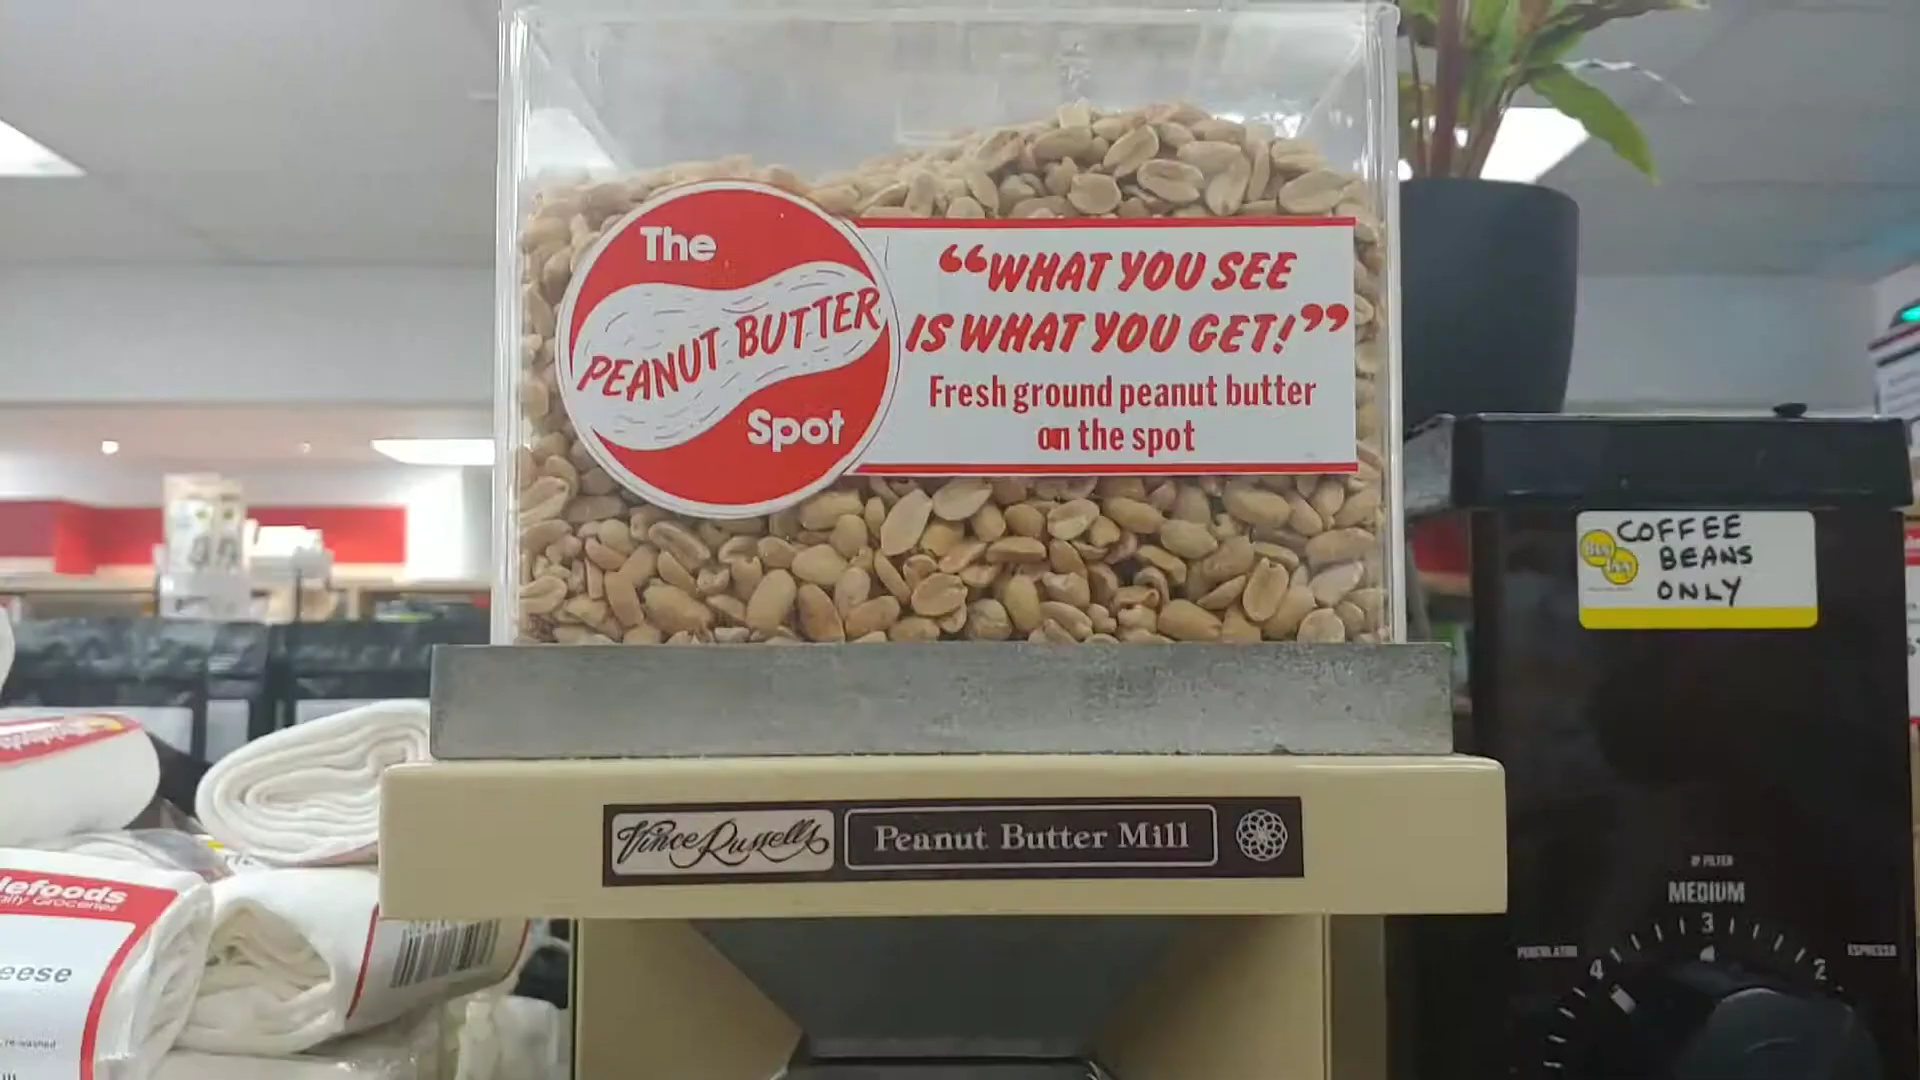 The
PEANUT BUTTER
Spot
“WHAT YOU SEE
IS WHAT YOU GET!”
Fresh ground peanut butter
on the spot
COFFEE
BEANS
ONLY
Vince Russell's
Peanut Butter Mill
MEDIUM
3
4
2
ESPRESSO
efoods
eese